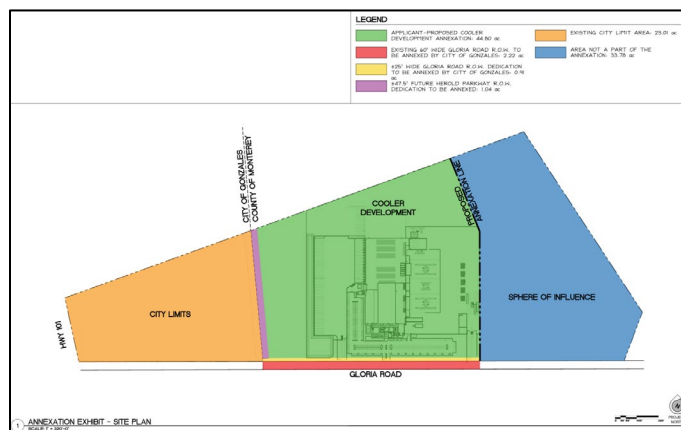 LEGEND
APPLICANT-PROPOSED COOLER
DEVELOPMENT ANNEXATION: 44.80 ac
EXISTING 60' WIDE GLORIA ROAD R.O.W. TO
BE ANNEXED BY CITY OF GONZALES: 2.22 ac
±25' WIDE GLORIA ROAD R.O.W. DEDICATION
TO BE ANNEXED BY CITY OF GONZALES: 0.91
ac
±47.5' FUTURE HEROLD PARKWAY R.O.W.
DEDICATION TO BE ANNEXED: 1.04 ac
EXISTING CITY LIMIT AREA: 23.01 ac
AREA NOT A PART OF THE
ANNEXATION: 33.78 ac
CITY OF GONZALES
COUNTY OF MONTEREY
PROPOSED
ANNEXATION LINE
COOLER
DEVELOPMENT
CITY LIMITS
SPHERE OF INFLUENCE
HWY 101
GLORIA ROAD
1 ANNEXATION EXHIBIT - SITE PLAN